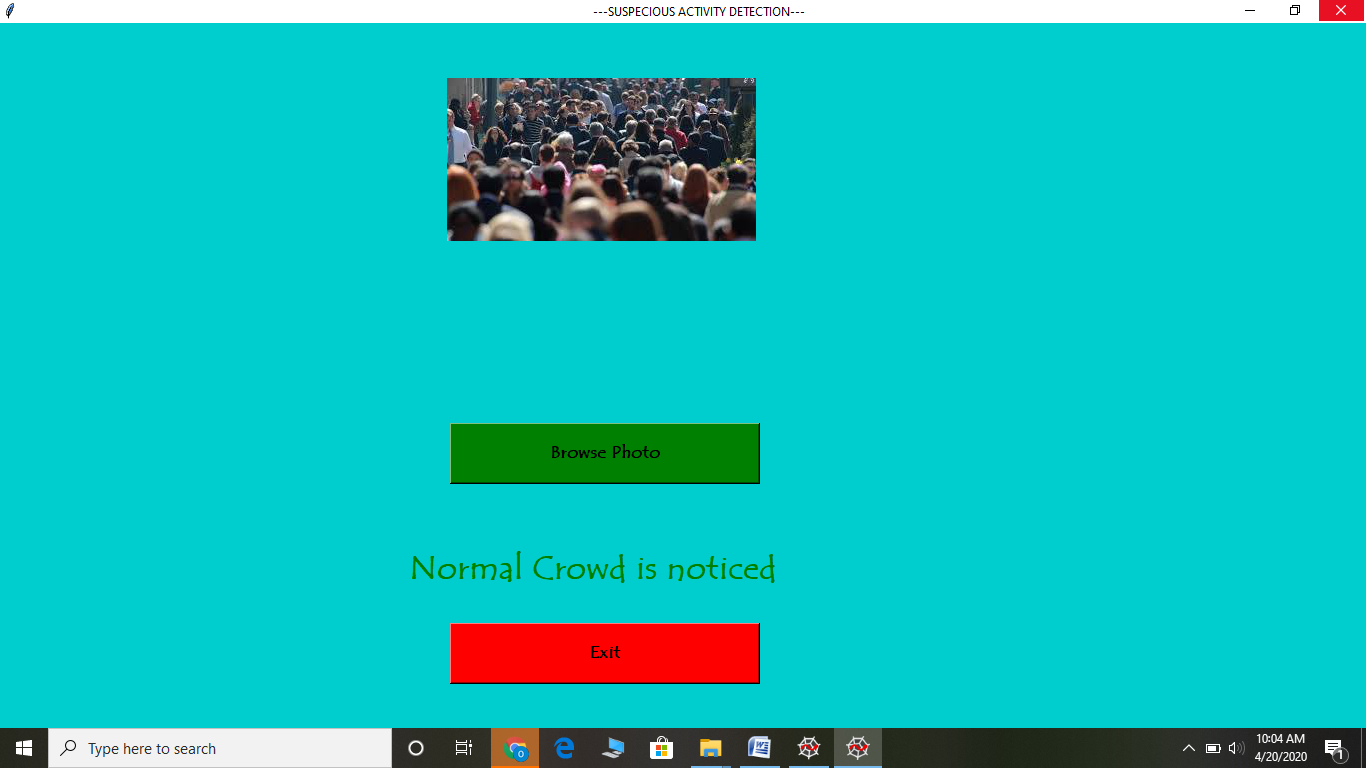 ---SUSPECIOUS ACTIVITY DETECTION---
Browse Photo
Normal Crowd is noticed
Exit
Type here to search
10:04 AM
4/20/2020
1